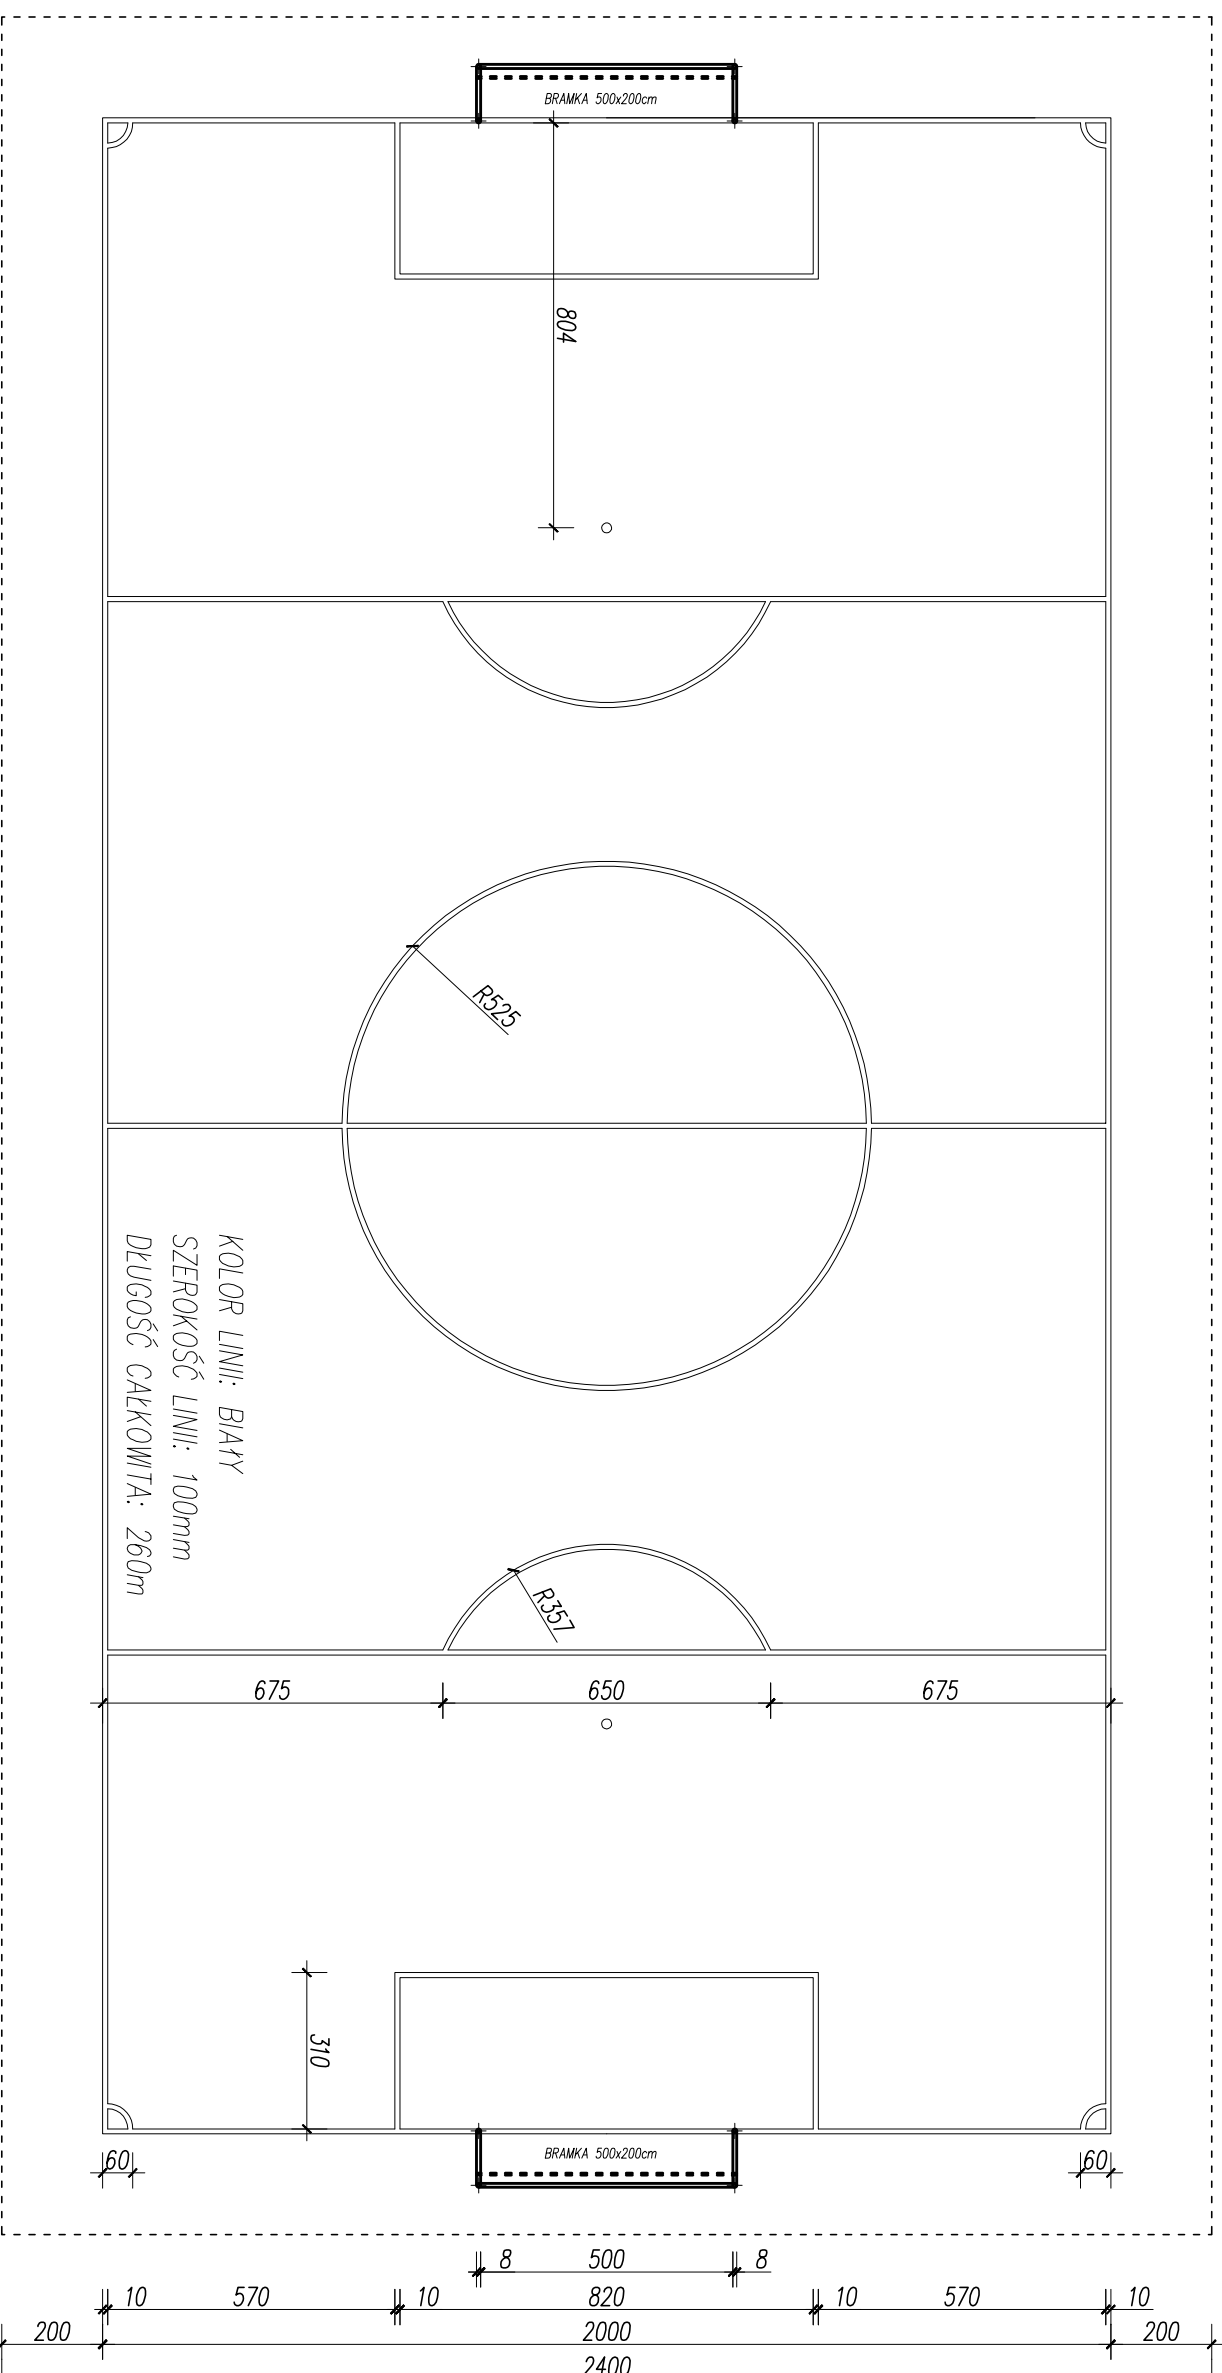 BRAMKA 500x200cm
804
R525
KOLOR LINII: BIAŁY
SZEROKOŚĆ LINII: 100mm
DŁUGOŚĆ CAŁKOWITA: 260m
R357
675 650 675
310
BRAMKA 500x200cm
60 60
8 500 8
10 570 10 820 10 570 10
200 2000 200
2400